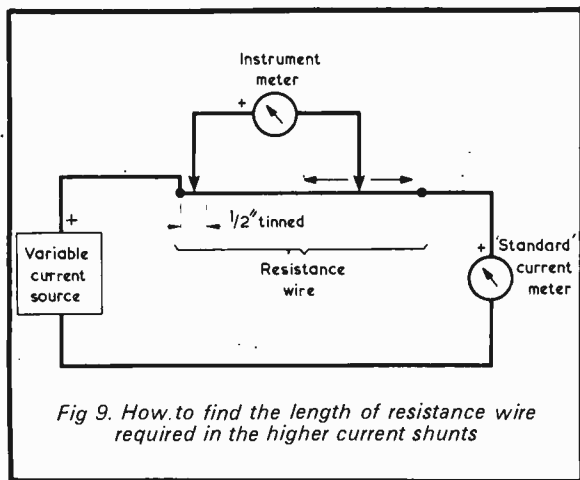 Instrument
meter
+
1/2" tinned
+
Variable
current
source
Resistance
wire
+
'Standard'
current
meter
Fig 9. How to find the length of resistance wire
required in the higher current shunts